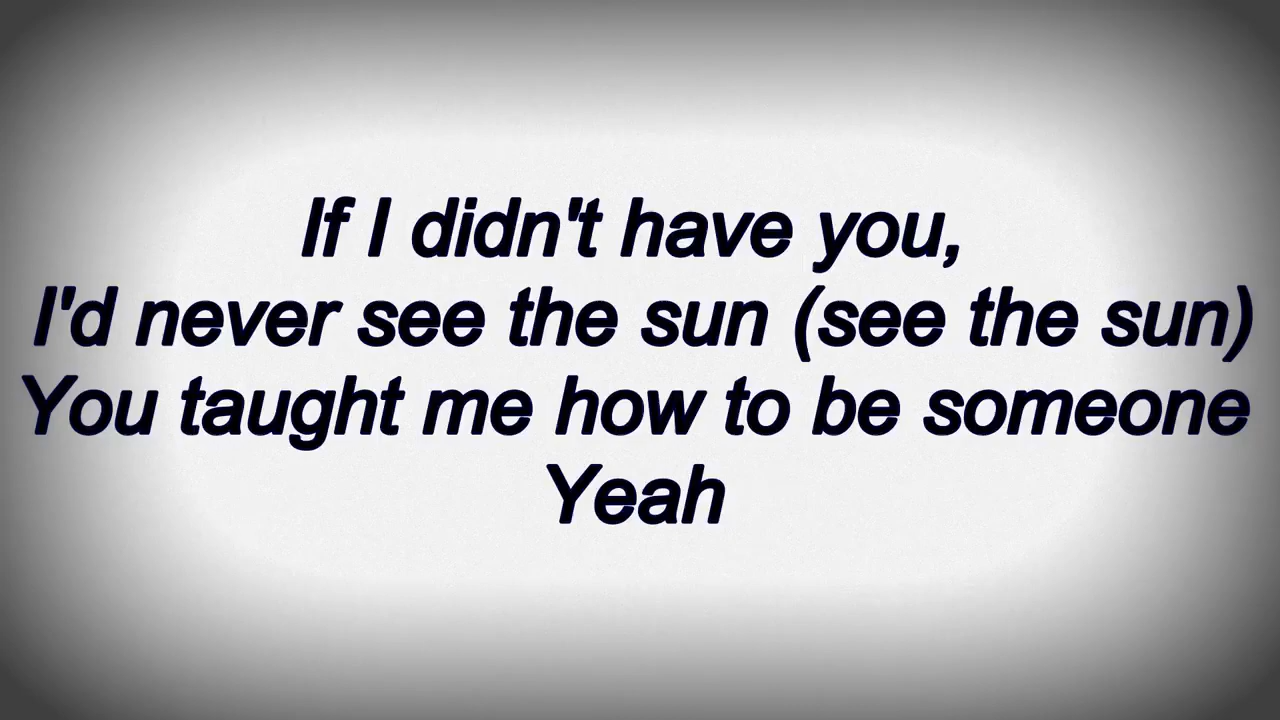 If I didn't have you,
I'd never see the sun (see the sun)
You taught me how to be someone
Yeah